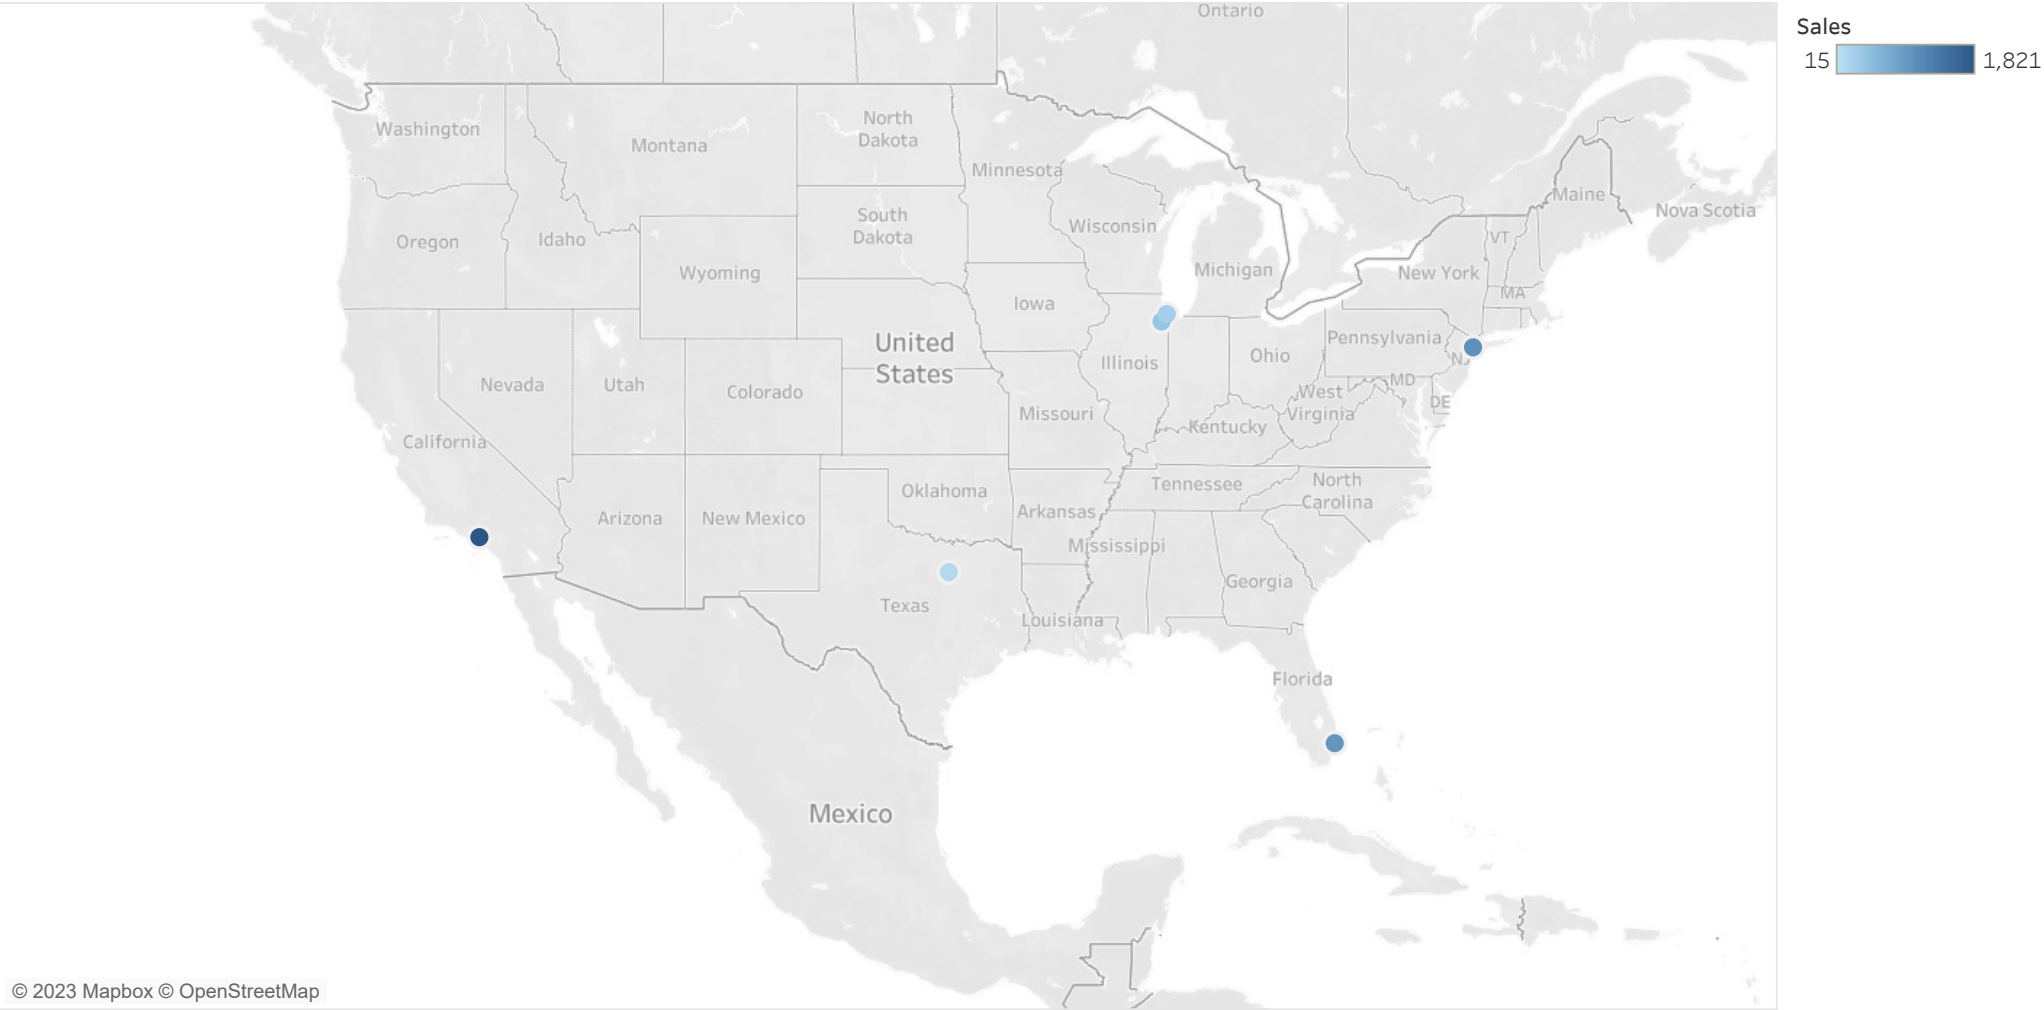 Ontario
Sales
15
1,821
Washington
Montana
North
Dakota
Minnesota
Maine
Nova Scotia
Oregon
Idaho
South
Dakota
Wisconsin
VT
Wyoming
Michigan
New York
MA
Iowa
United
States
Illinois
Ohio
Pennsylvania
NJ
Nevada
Utah
Colorado
MD
West
Virginia
DE
Missouri
Kentucky
California
Oklahoma
Tennessee
North
Carolina
Arizona
New Mexico
Arkansas
Mississippi
Georgia
Texas
Louisiana
Florida
Mexico
© 2023 Mapbox © OpenStreetMap